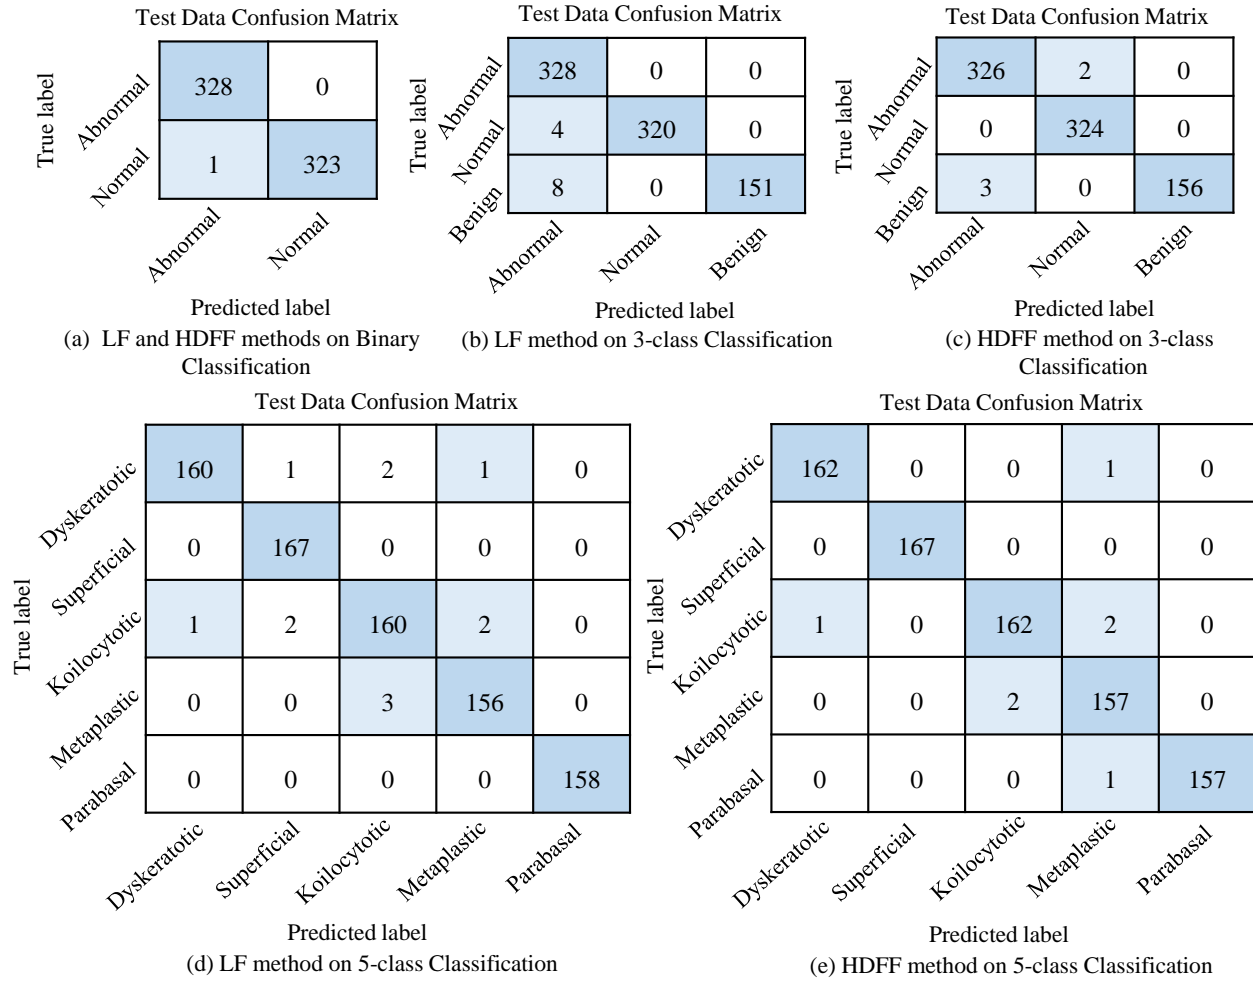 Test Data Confusion Matrix
True label
Abnormal 328 0
Normal 1 323
Abnormal Normal
Predicted label
(a) LF and HDFF methods on Binary
Classification
Test Data Confusion Matrix
True label
Abnormal 328 0 0
Normal 4 320 0
Benign 8 0 151
Abnormal Normal Benign
Predicted label
(b) LF method on 3-class Classification
Test Data Confusion Matrix
True label
Abnormal 326 2 0
Normal 0 324 0
Benign 3 0 156
Abnormal Normal Benign
Predicted label
(c) HDFF method on 3-class
Classification
Test Data Confusion Matrix
True label
Dyskeratotic 160 1 2 1 0
Superficial 0 167 0 0 0
Koilocytotic 1 2 160 2 0
Metaplastic 0 0 3 156 0
Parabasal 0 0 0 0 158
Dyskeratotic Superficial Koilocytotic Metaplastic Parabasal
Predicted label
(d) LF method on 5-class Classification
Test Data Confusion Matrix
True label
Dyskeratotic 162 0 0 1 0
Superficial 0 167 0 0 0
Koilocytotic 1 0 162 2 0
Metaplastic 0 0 2 157 0
Parabasal 0 0 0 1 157
Dyskeratotic Superficial Koilocytotic Metaplastic Parabasal
Predicted label
(e) HDFF method on 5-class Classification